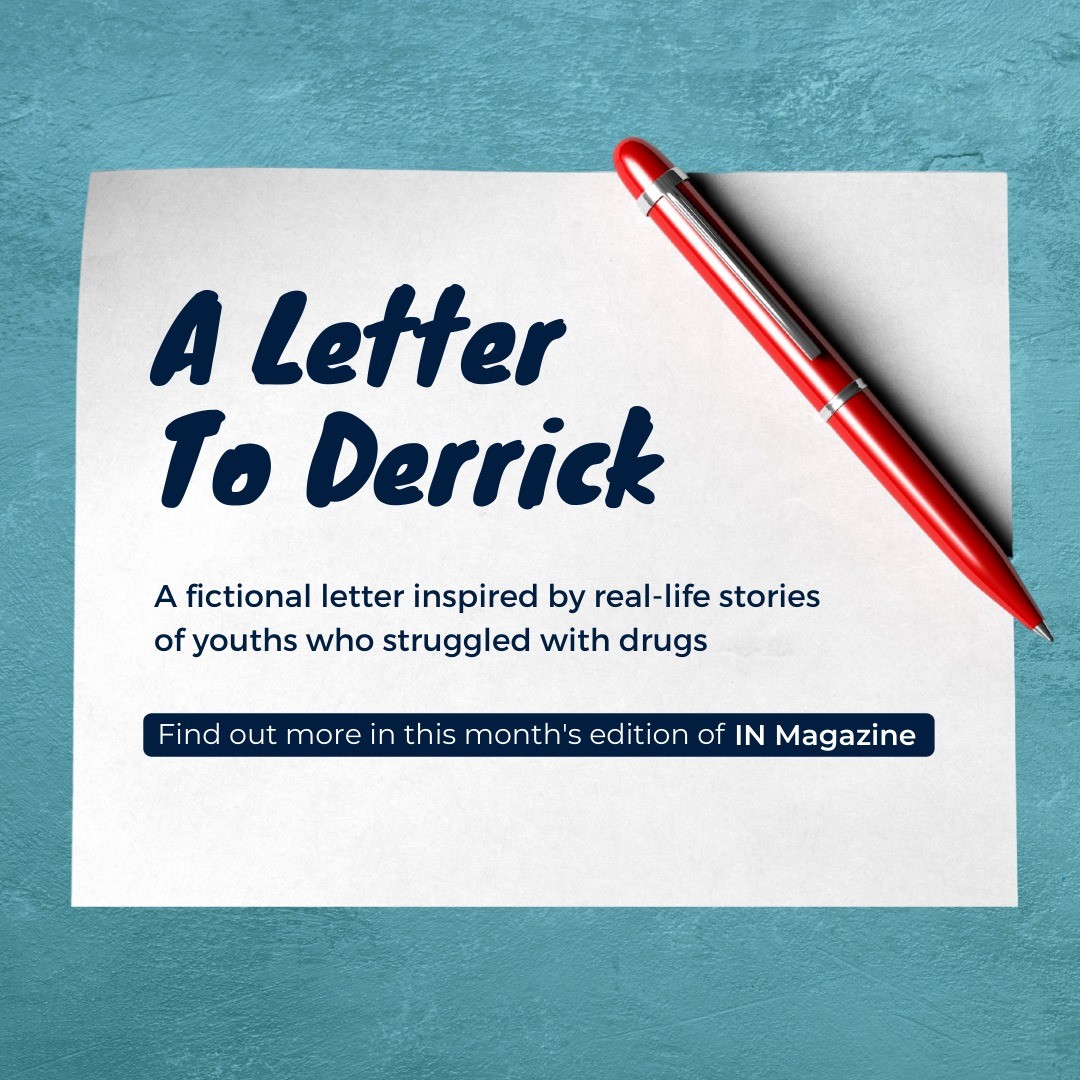 A Letter
To Derrick
A fictional letter inspired by real-life stories
of youths who struggled with drugs
Find out more in this month's edition of IN Magazine